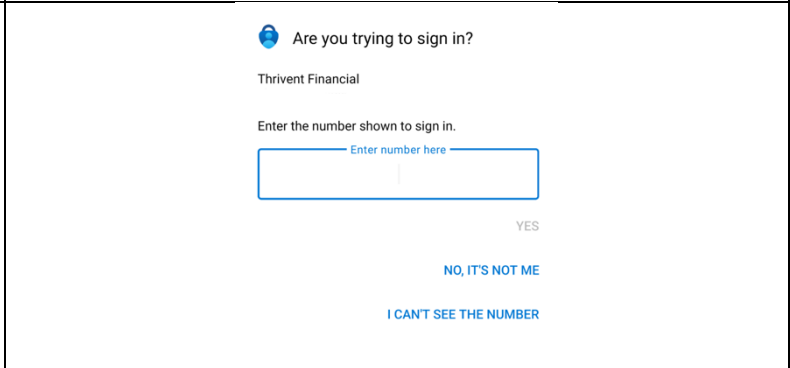 Are you trying to sign in?
Thrivent Financial
Enter the number shown to sign in.
Enter number here
YES
NO, IT'S NOT ME
I CAN'T SEE THE NUMBER